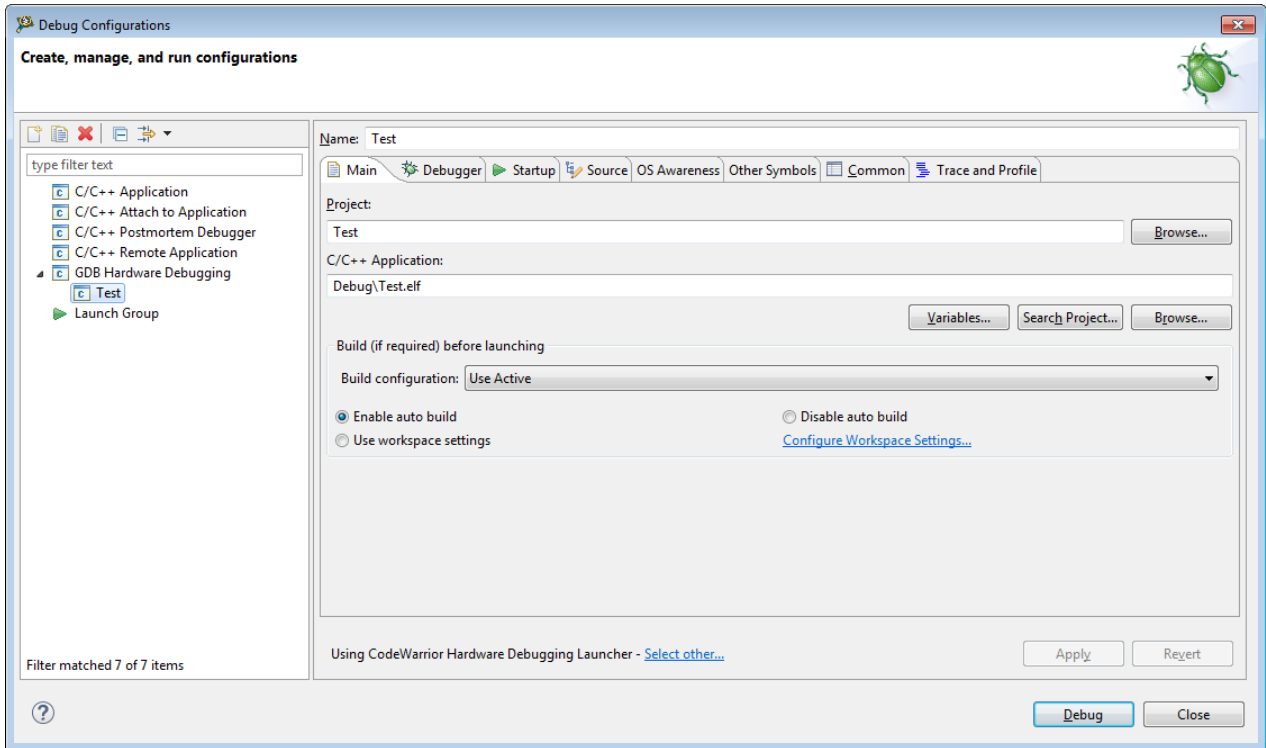 Debug Configurations
Create, manage, and run configurations
type filter text
C/C++ Application
C/C++ Attach to Application
C/C++ Postmortem Debugger
C/C++ Remote Application
GDB Hardware Debugging
Test
Launch Group
Filter matched 7 of 7 items
Name: Test
Main Debugger Startup Source OS Awareness Other Symbols Common Trace and Profile
Project:
Test Browse...
C/C++ Application:
Debug\Test.elf
Variables... Search Project... Browse...
Build (if required) before launching
Build configuration: Use Active
Enable auto build Disable auto build
Use workspace settings Configure Workspace Settings...
Using CodeWarrior Hardware Debugging Launcher - Select other... Apply Revert
Debug Close